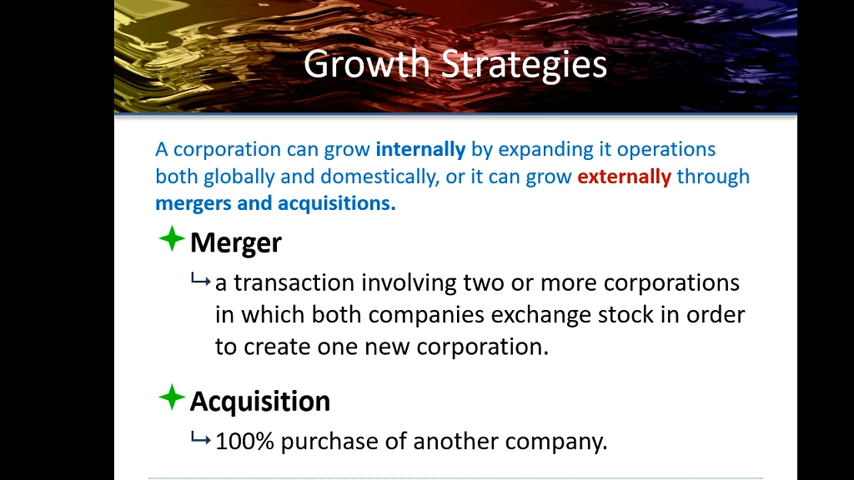 Growth Strategies
A corporation can grow internally by expanding it operations
both globally and domestically, or it can grow externally through
mergers and acquisitions.
Merger
a transaction involving two or more corporations
in which both companies exchange stock in order
to create one new corporation.
Acquisition
100% purchase of another company.